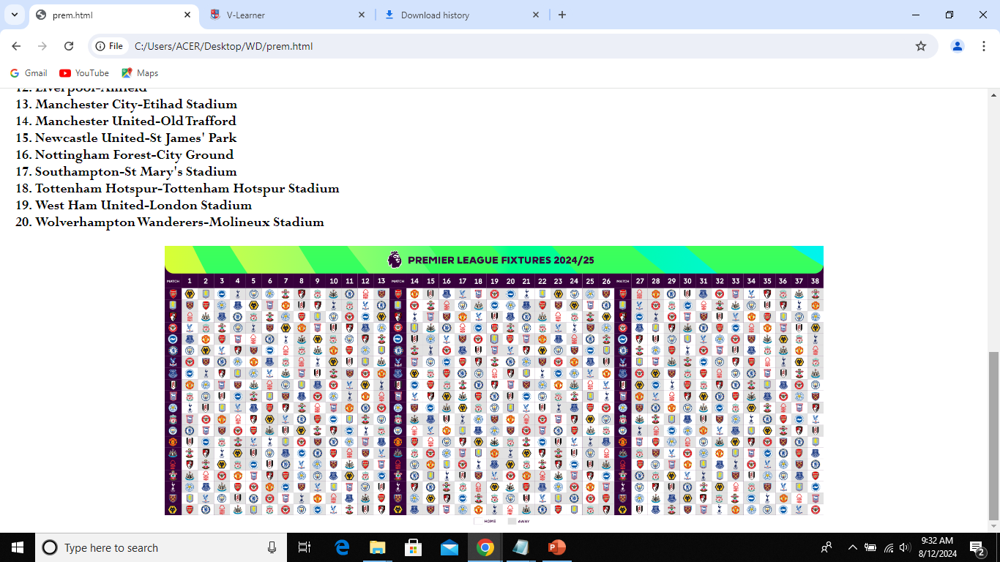 prem.html
V-Learner
Download history
File
C:/Users/ACER/Desktop/WD/prem.html
Gmail
YouTube
Maps
12. Liverpool-Anfield
13. Manchester City-Etihad Stadium
14. Manchester United-Old Trafford
15. Newcastle United-St James' Park
16. Nottingham Forest-City Ground
17. Southampton-St Mary's Stadium
18. Tottenham Hotspur-Tottenham Hotspur Stadium
19. West Ham United-London Stadium
20. Wolverhampton Wanderers-Molineux Stadium
PREMIER LEAGUE FIXTURES 2024/25
MATCH 1 2 3 4 5 6 7 8 9 10 11 12 13 MATCH 14 15 16 17 18 19 20 21 22 23 24 25 26 MATCH 27 28 29 30 31 32 33 34 35 36 37 38
HOME AWAY
Type here to search
9:32 AM
8/12/2024
2